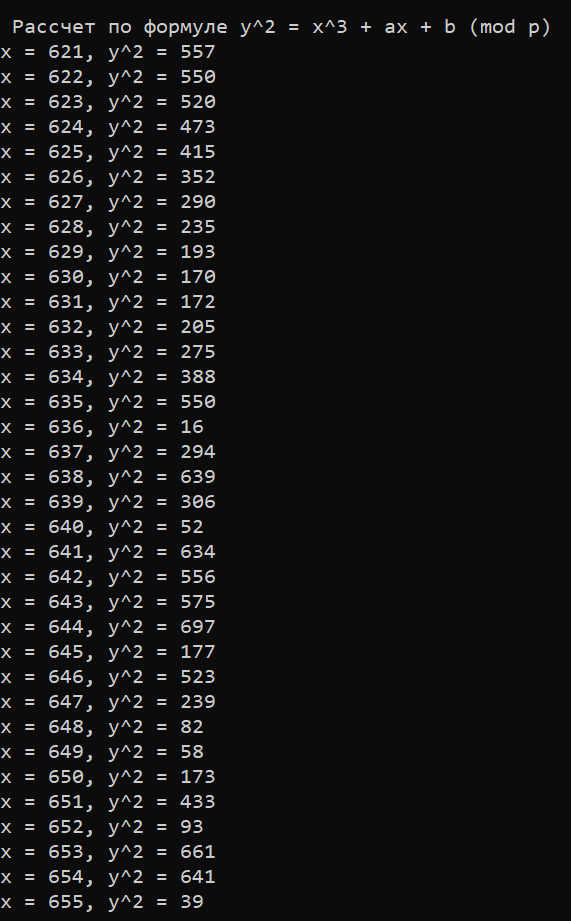 Рассчет по формуле y^2 = x^3 + ax + b (mod p)
x = 621, y^2 = 557
x = 622, y^2 = 550
x = 623, y^2 = 520
x = 624, y^2 = 473
x = 625, y^2 = 415
x = 626, y^2 = 352
x = 627, y^2 = 290
x = 628, y^2 = 235
x = 629, y^2 = 193
x = 630, y^2 = 170
x = 631, y^2 = 172
x = 632, y^2 = 205
x = 633, y^2 = 275
x = 634, y^2 = 388
x = 635, y^2 = 550
x = 636, y^2 = 16
x = 637, y^2 = 294
x = 638, y^2 = 639
x = 639, y^2 = 306
x = 640, y^2 = 52
x = 641, y^2 = 634
x = 642, y^2 = 556
x = 643, y^2 = 575
x = 644, y^2 = 697
x = 645, y^2 = 177
x = 646, y^2 = 523
x = 647, y^2 = 239
x = 648, y^2 = 82
x = 649, y^2 = 58
x = 650, y^2 = 173
x = 651, y^2 = 433
x = 652, y^2 = 93
x = 653, y^2 = 661
x = 654, y^2 = 641
x = 655, y^2 = 39